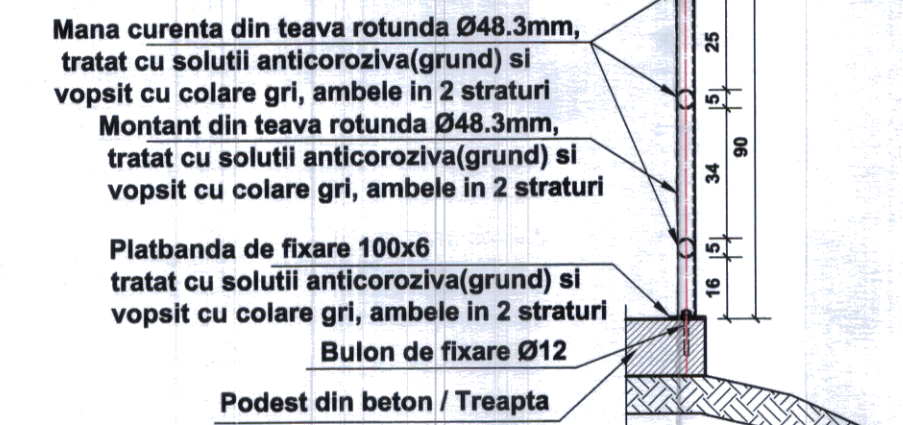 Mana curenta din teava rotunda Ø48.3mm,
tratat cu solutii anticoroziva(grund) si
vopsit cu colare gri, ambele in 2 straturi
Montant din teava rotunda Ø48.3mm,
tratat cu solutii anticoroziva(grund) si
vopsit cu colare gri, ambele in 2 straturi
Platbanda de fixare 100x6
tratat cu solutii anticoroziva(grund) si
vopsit cu colare gri, ambele in 2 straturi
Bulon de fixare Ø12
Podest din beton / Treapta
25
5
34
5
16
90